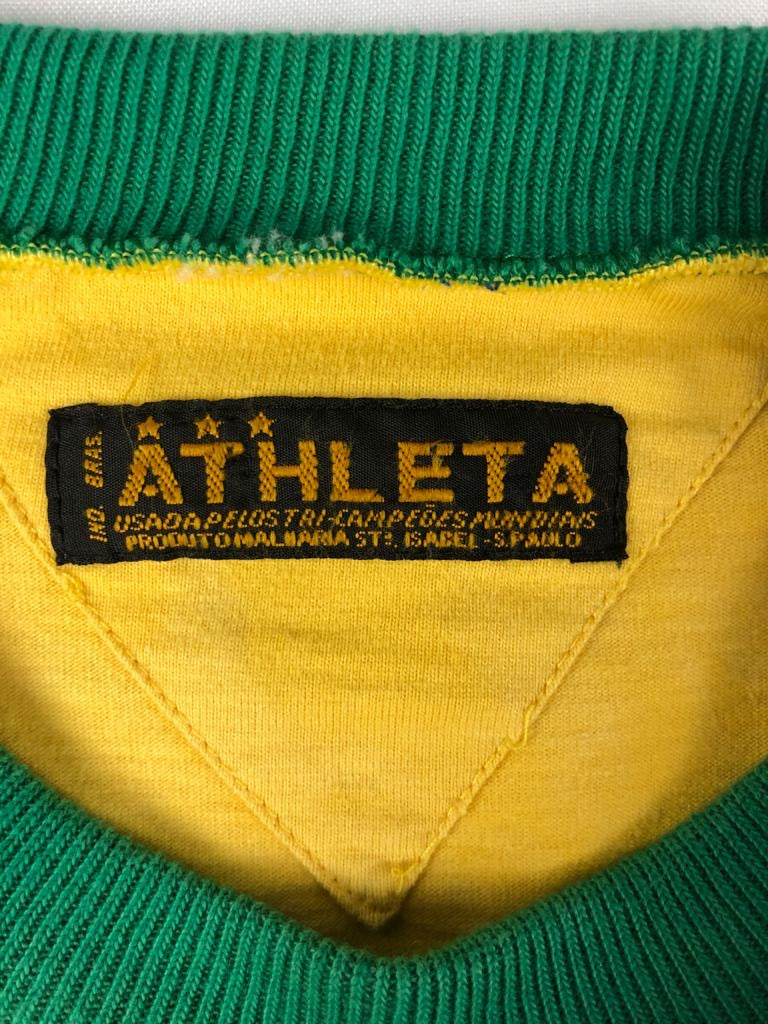 IND. BRAS.
ATHLETA
USADA PELOS TRI-CAMPEÕES MUNDIAIS
PRODUTO MALHARIA STª. ISABEL - S. PAULO